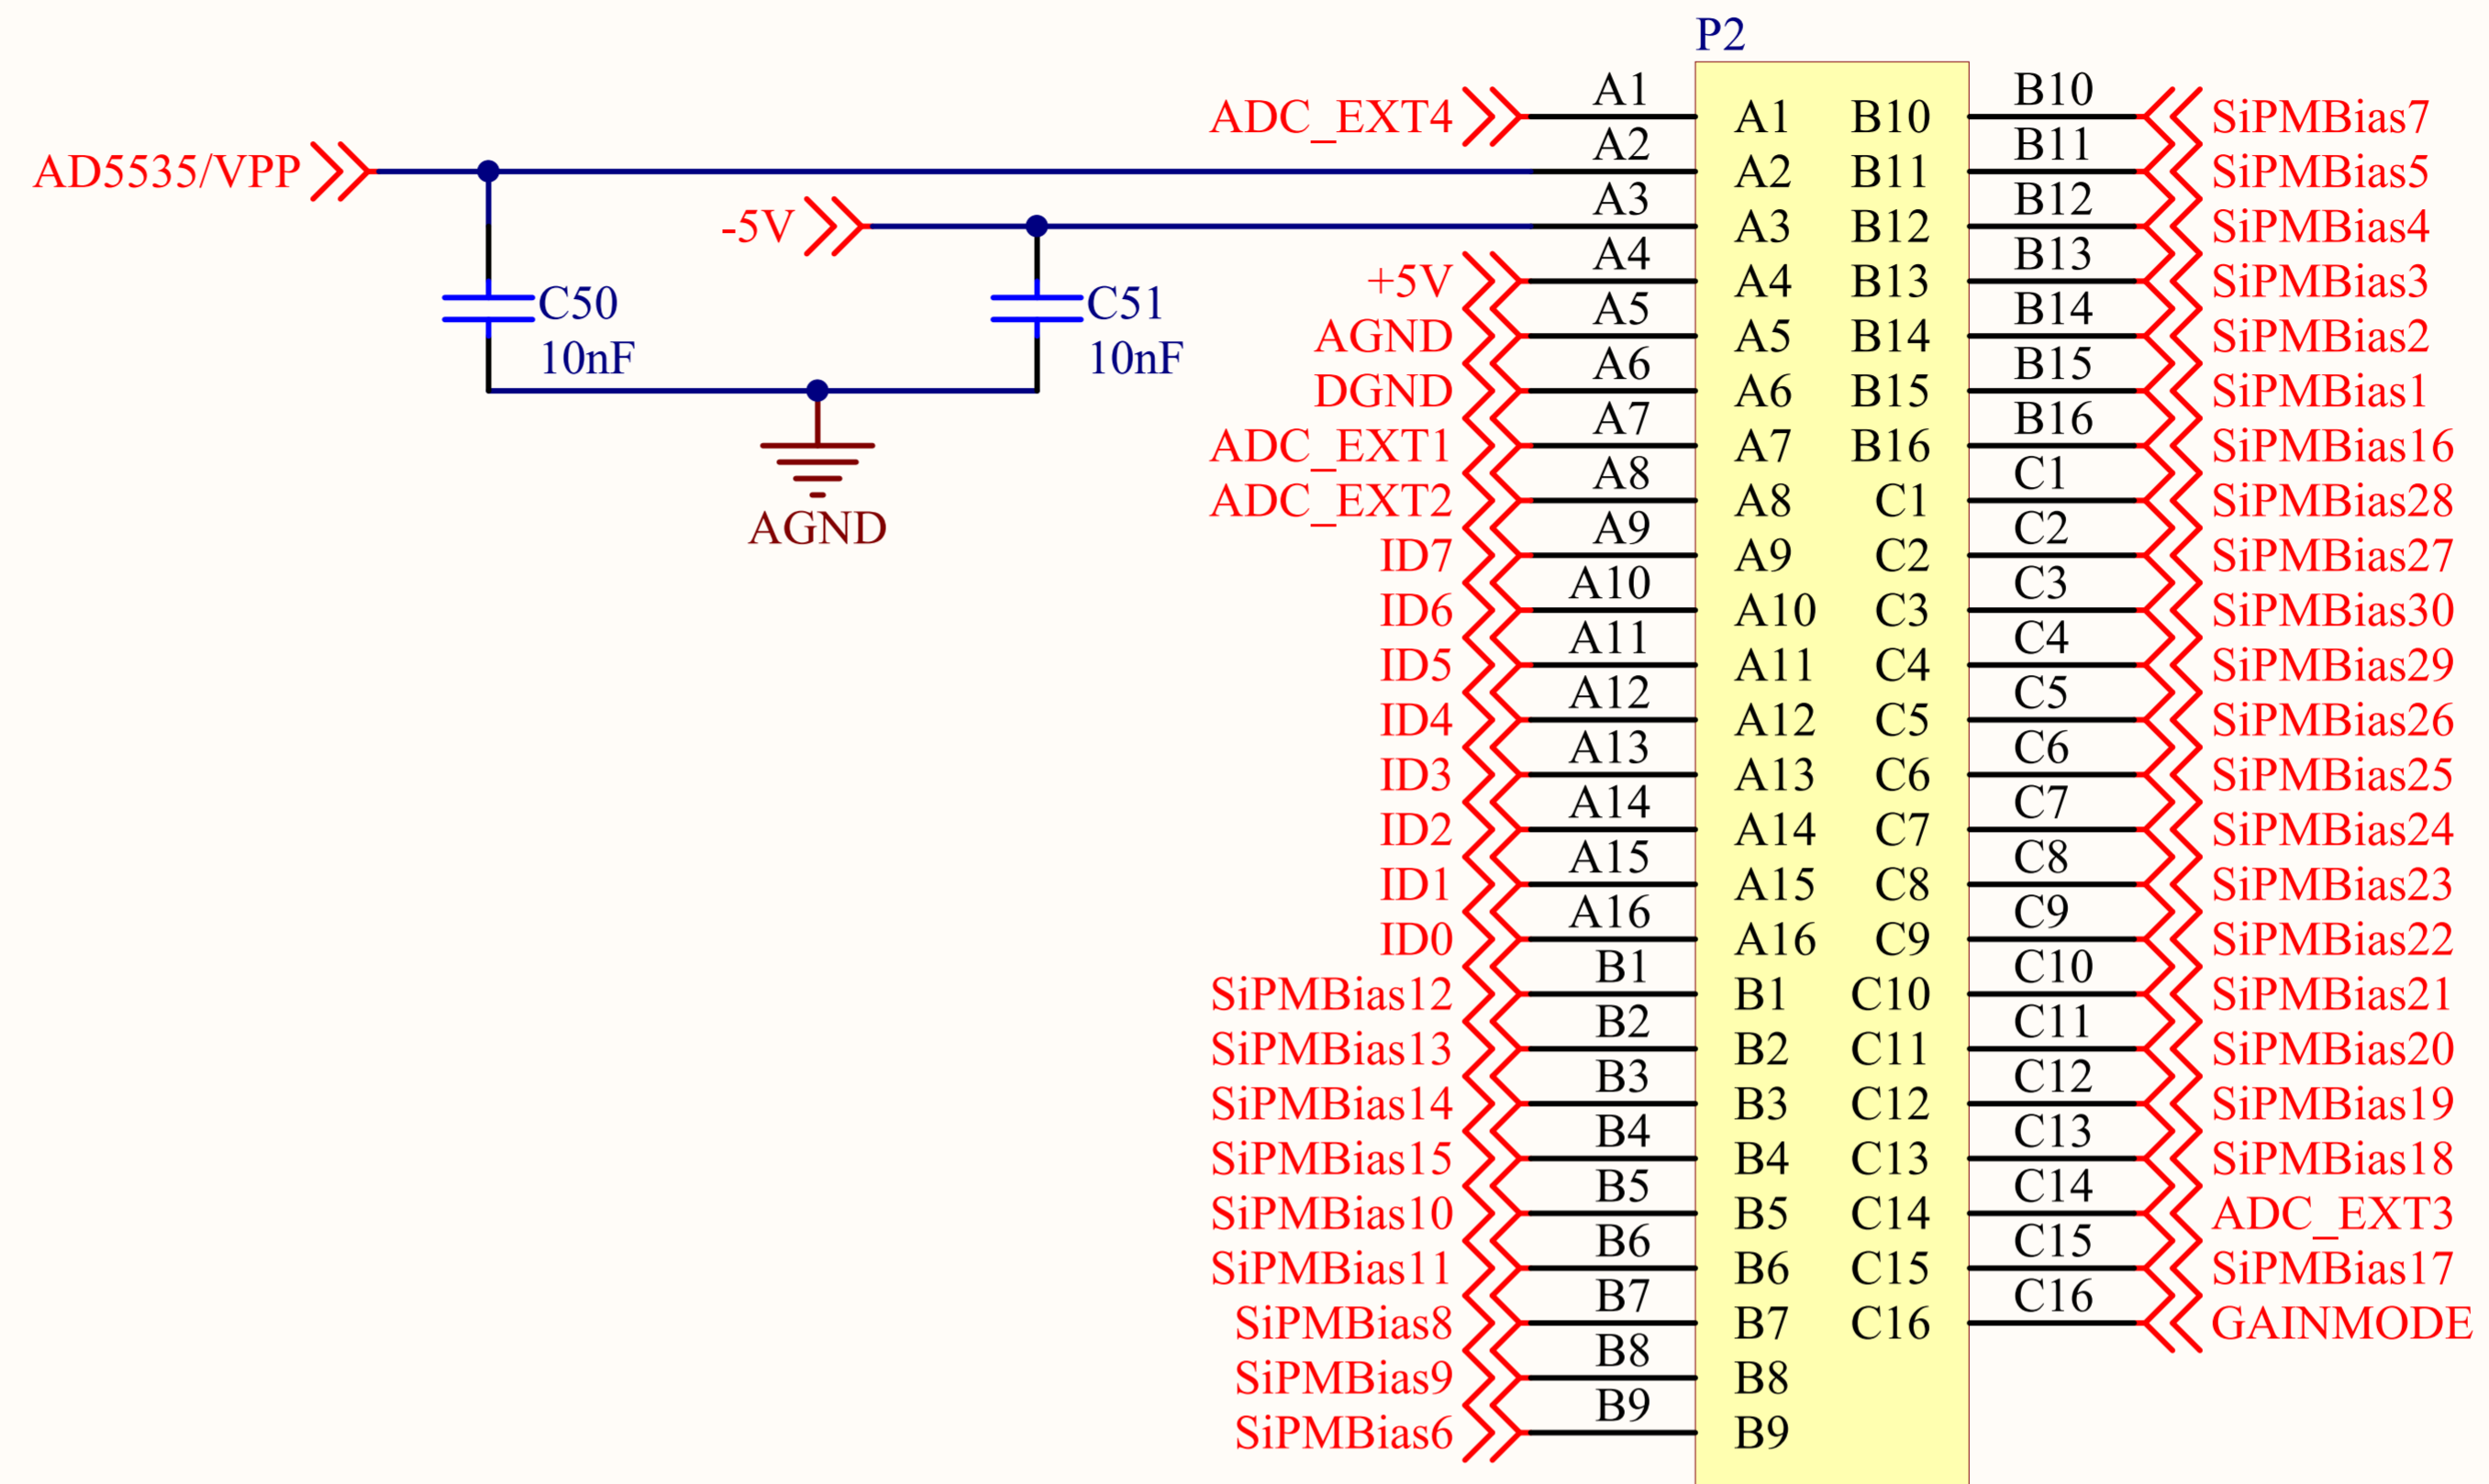 P2
ADC_EXT4 A1 A1 B10 B10 SiPMBias7
AD5535/VPP A2 A2 B11 B11 SiPMBias5
-5V A3 A3 B12 B12 SiPMBias4
+5V A4 A4 B13 B13 SiPMBias3
C50 C51
AGND A5 A5 B14 B14 SiPMBias2
10nF 10nF
DGND A6 A6 B15 B15 SiPMBias1
ADC_EXT1 A7 A7 B16 B16 SiPMBias16
ADC_EXT2 A8 A8 C1 C1 SiPMBias28
AGND
ID7 A9 A9 C2 C2 SiPMBias27
ID6 A10 A10 C3 C3 SiPMBias30
ID5 A11 A11 C4 C4 SiPMBias29
ID4 A12 A12 C5 C5 SiPMBias26
ID3 A13 A13 C6 C6 SiPMBias25
ID2 A14 A14 C7 C7 SiPMBias24
ID1 A15 A15 C8 C8 SiPMBias23
ID0 A16 A16 C9 C9 SiPMBias22
SiPMBias12 B1 B1 C10 C10 SiPMBias21
SiPMBias13 B2 B2 C11 C11 SiPMBias20
SiPMBias14 B3 B3 C12 C12 SiPMBias19
SiPMBias15 B4 B4 C13 C13 SiPMBias18
SiPMBias10 B5 B5 C14 C14 ADC_EXT3
SiPMBias11 B6 B6 C15 C15 SiPMBias17
SiPMBias8 B7 B7 C16 C16 GAINMODE
SiPMBias9 B8 B8
SiPMBias6 B9 B9